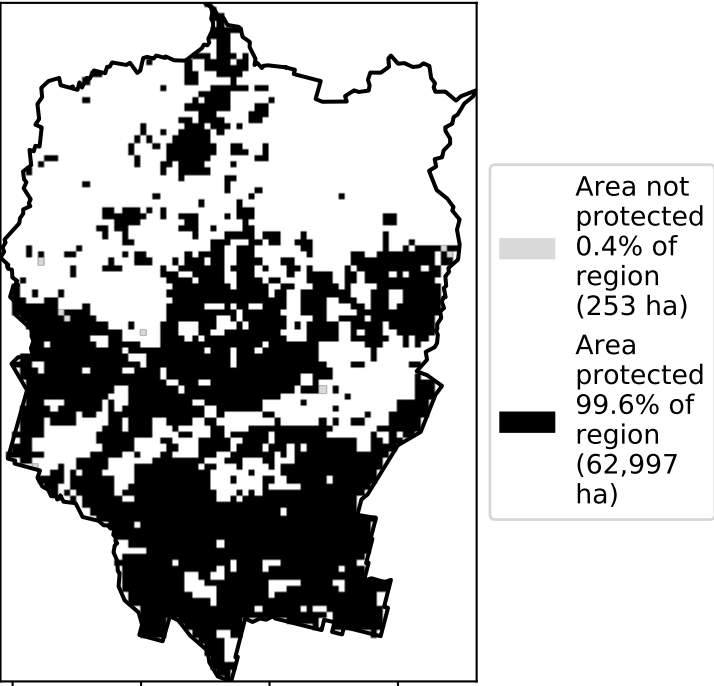 Area not
protected
0.4% of
region
(253 ha)
Area
protected
99.6% of
region
(62,997
ha)